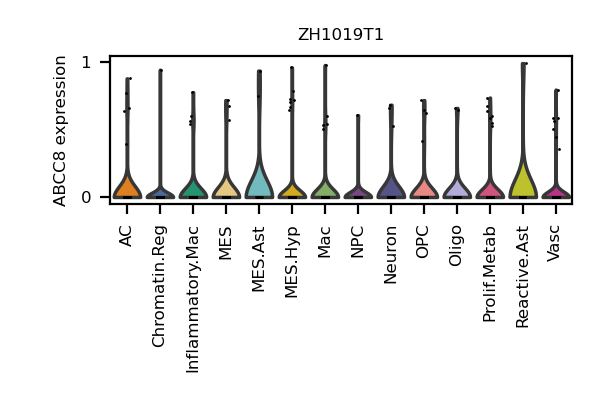 ZH1019T1
ABCC8 expression
1
0
AC
Chromatin.Reg
Inflammatory.Mac
MES
MES.Ast
MES.Hyp
Mac
NPC
Neuron
OPC
Oligo
Prolif.Metab
Reactive.Ast
Vasc